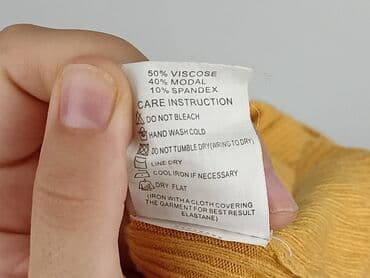 50% VISCOSE
40% MODAL
10% SPANDEX
CARE INSTRUCTION
DO NOT BLEACH
HAND WASH COLD
DO NOT TUMBLE DRY(WRING TO DRY)
LINE DRY
COOL IRON IF NECESSARY
DRY FLAT
(IRON WITH A CLOTH COVERING
THE GARMENT FOR BEST RESULT
ELASTANE)